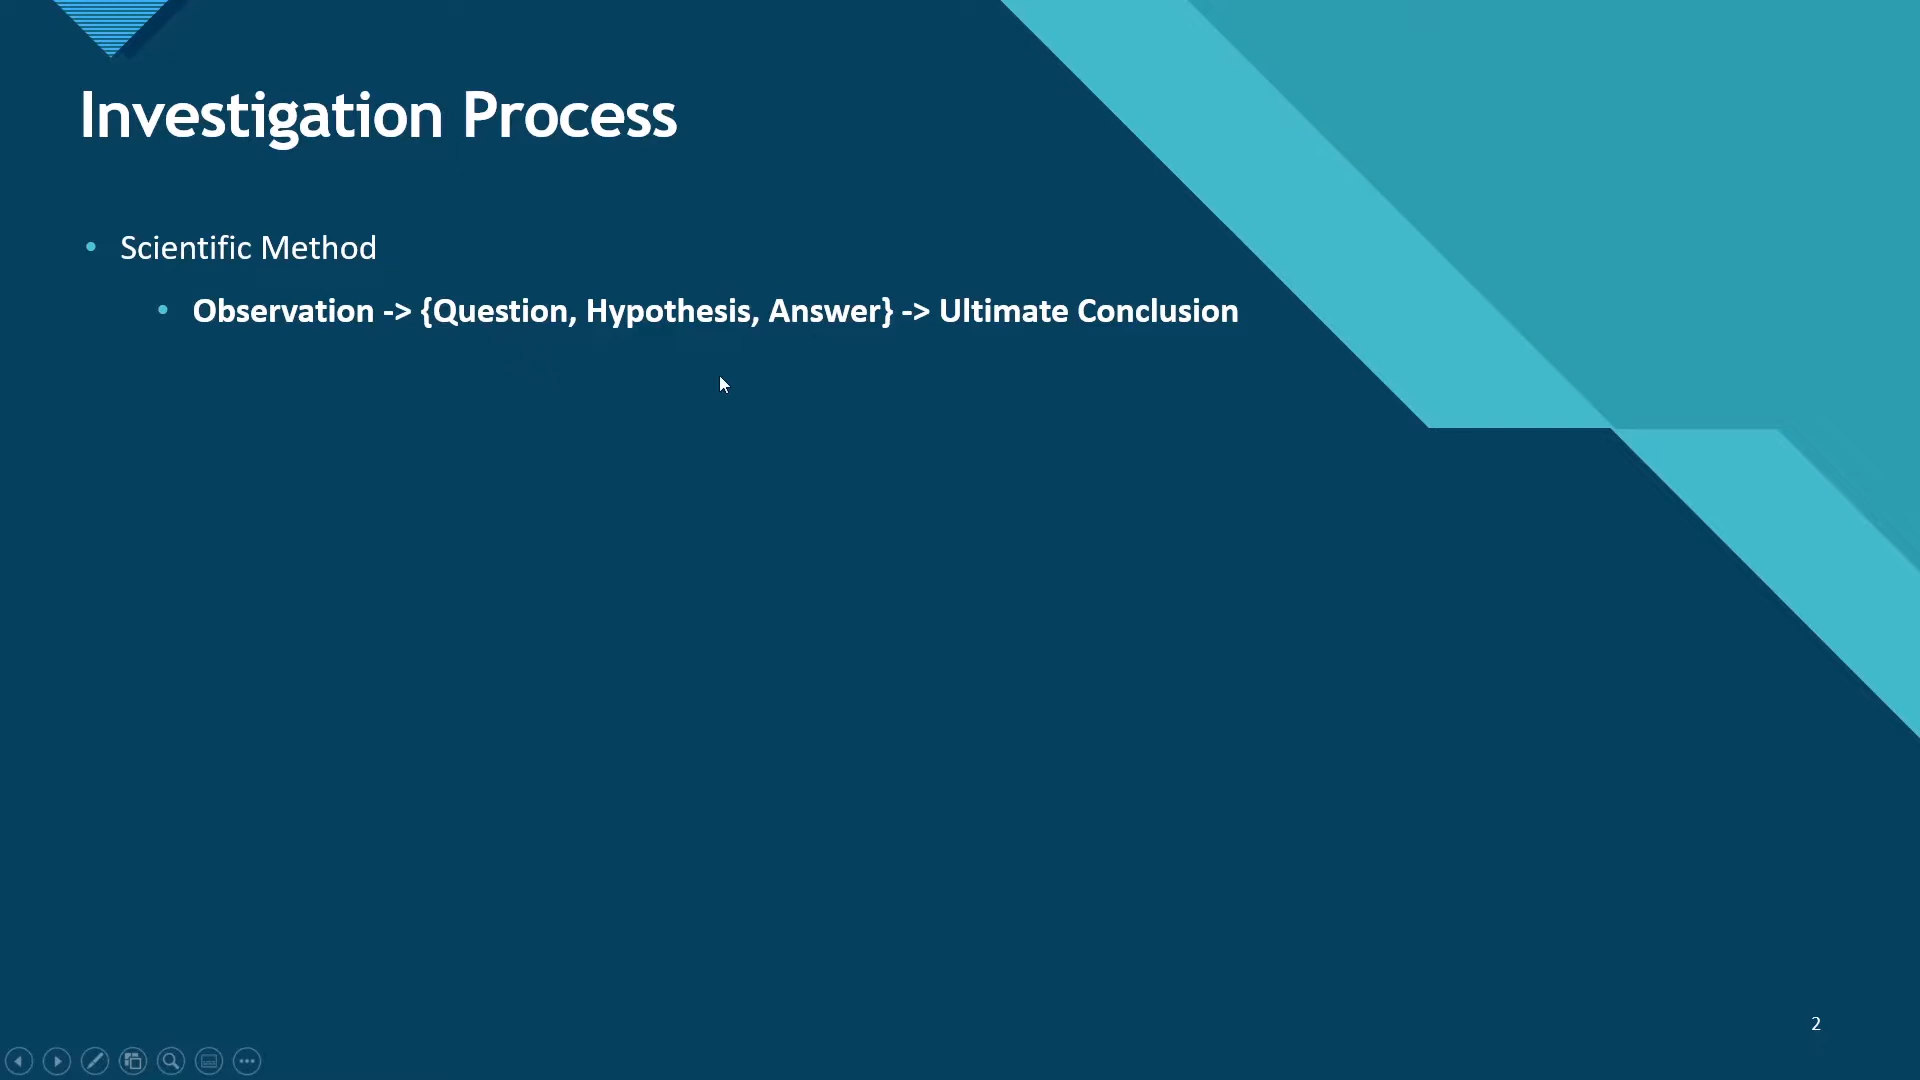 Investigation Process
• Scientific Method
• Observation -> {Question, Hypothesis, Answer} -> Ultimate Conclusion
2